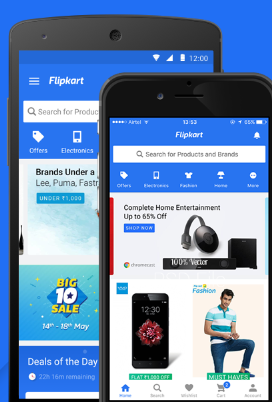 12:00
Flipkart
Search for Produc
Offers
Electronics
Brands Under a
Lee, Puma, Fastr
UNDER ₹1,000
BIG
10
SALE
14th - 18th May
Deals of the Day
22h 16m remaining
Airtel
12:53
65%
Flipkart
Search for Products and Brands
Offers
Electronics
Fashion
Home
More
Complete Home Entertainment
Up to 65% Off
SHOP NOW
chromecast
100% Vector
Fashion
FLAT ₹1,000 OFF
MUST HAVES
2
Home
Search
Wishlist
Cart
Account